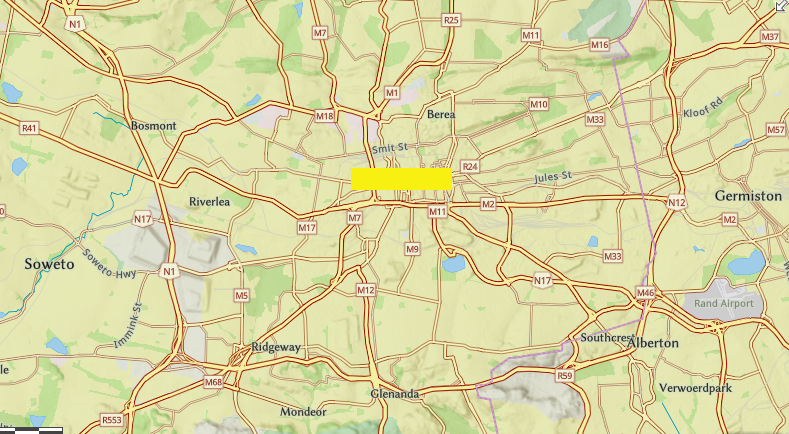 N1
M7
R25
M11
M16
M37
M1
M18
Berea
M10
M33
Kloof Rd
M57
R41
Bosmont
Smit St
R24
Jules St
Riverlea
N17
M17
M7
M11
M2
N12
Germiston
M2
Soweto
Soweto Hwy
N1
M9
M33
M5
M12
N17
M46
Rand Airport
Immink St
Ridgeway
Southcrest
Alberton
M68
R59
Verwoerdpark
Glenanda
Mondeor
R553